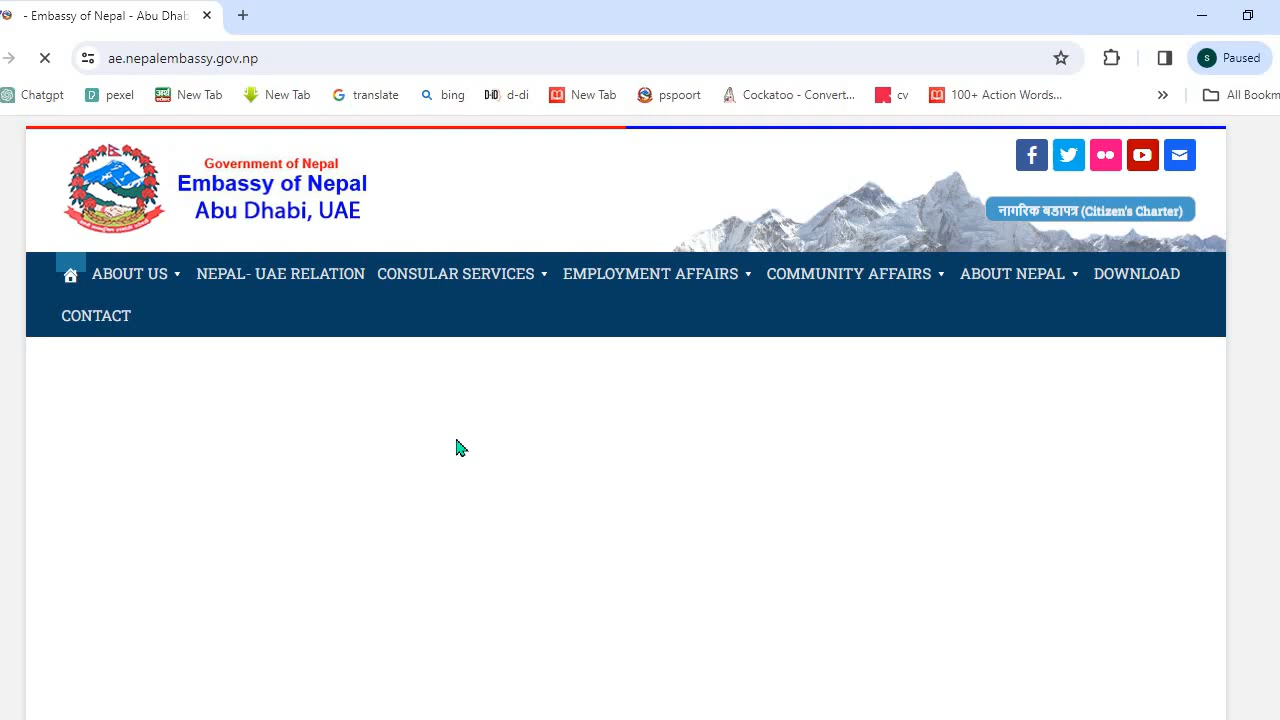 - Embassy of Nepal - Abu Dhab
ae.nepalembassy.gov.np
S Paused
Chatgpt pexel New Tab New Tab translate bing d-di New Tab pspoort Cockatoo - Convert... cv 100+ Action Words... » All Bookm
Government of Nepal
Embassy of Nepal
Abu Dhabi, UAE
नागरिक बडापत्र (Citizen's Charter)
ABOUT US NEPAL- UAE RELATION CONSULAR SERVICES EMPLOYMENT AFFAIRS COMMUNITY AFFAIRS ABOUT NEPAL DOWNLOAD
CONTACT